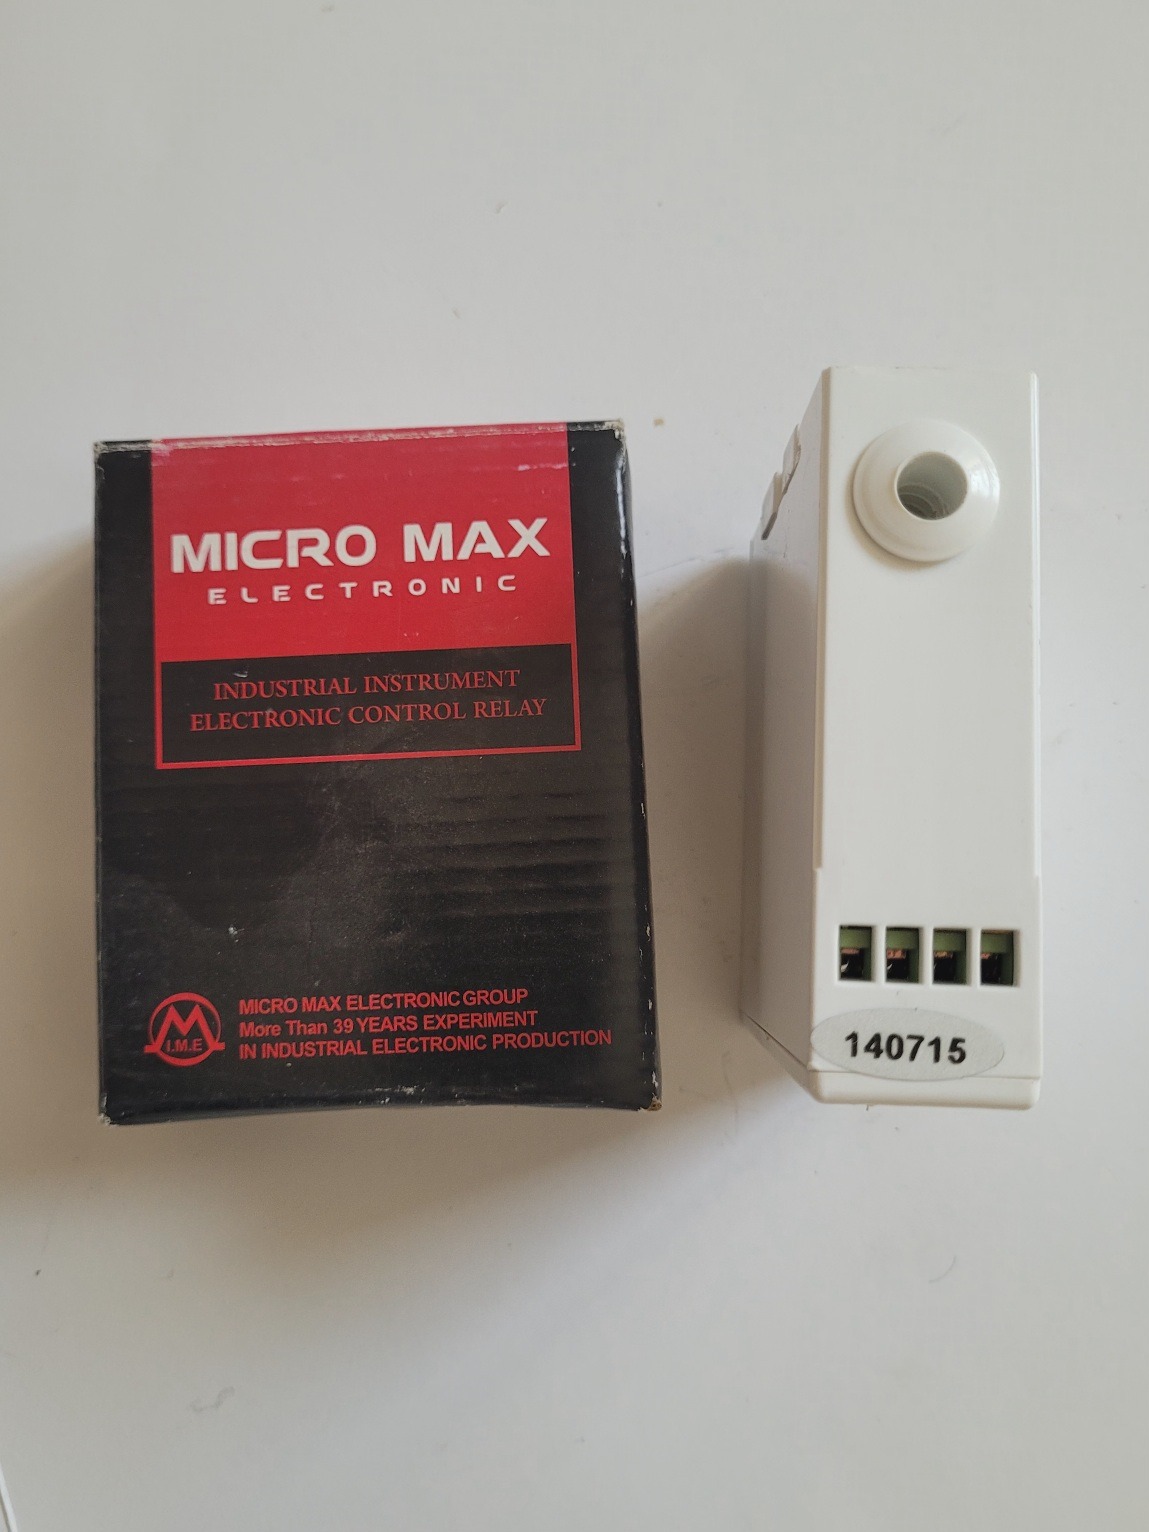 MICRO MAX
ELECTRONIC
INDUSTRIAL INSTRUMENT
ELECTRONIC CONTROL RELAY
I.M.E
MICRO MAX ELECTRONIC GROUP
More Than 39 YEARS EXPERIMENT
IN INDUSTRIAL ELECTRONIC PRODUCTION
140715